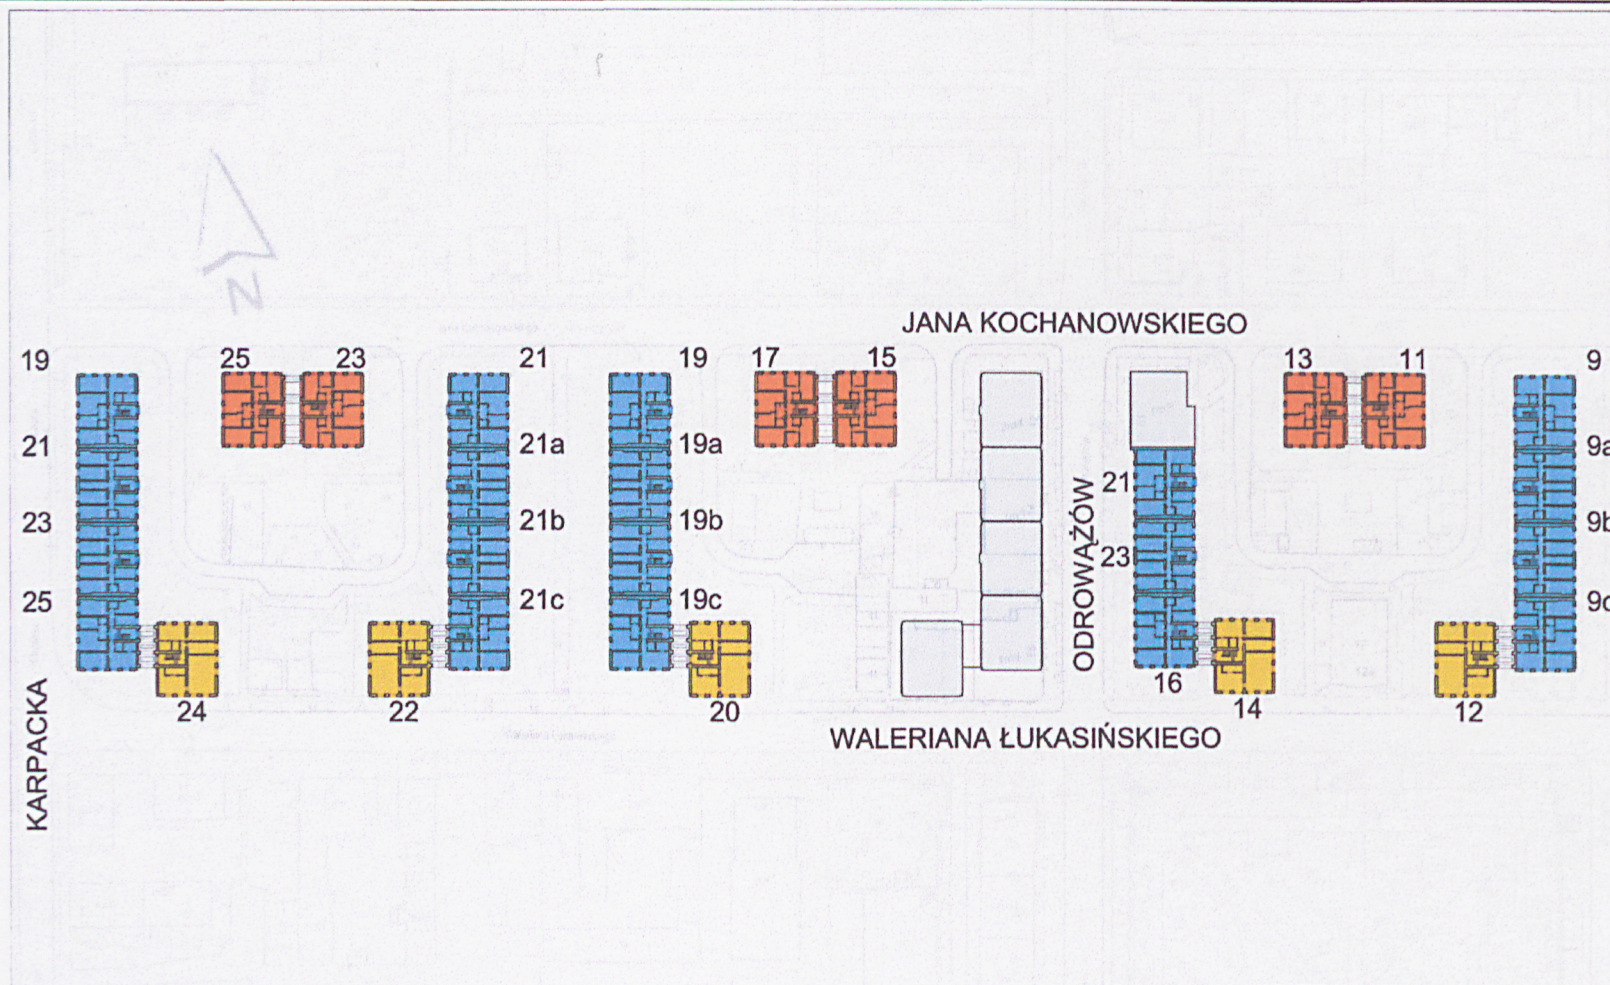 N
JANA KOCHANOWSKIEGO
19 25 23 21 19 17 15 13 11 9
21 21a 19a 9a
21
23 21b 19b 9b
23
25 21c 19c 9c
ODROWĄŻÓW
16
24 22 20 14 12
WALERIANA ŁUKASIŃSKIEGO
KARPACKA